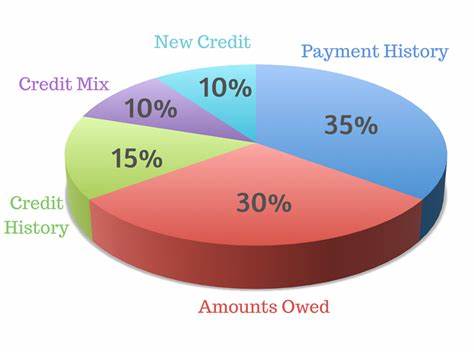 New Credit
Payment History
Credit Mix
10%
10%
35%
15%
30%
Credit
History
Amounts Owed